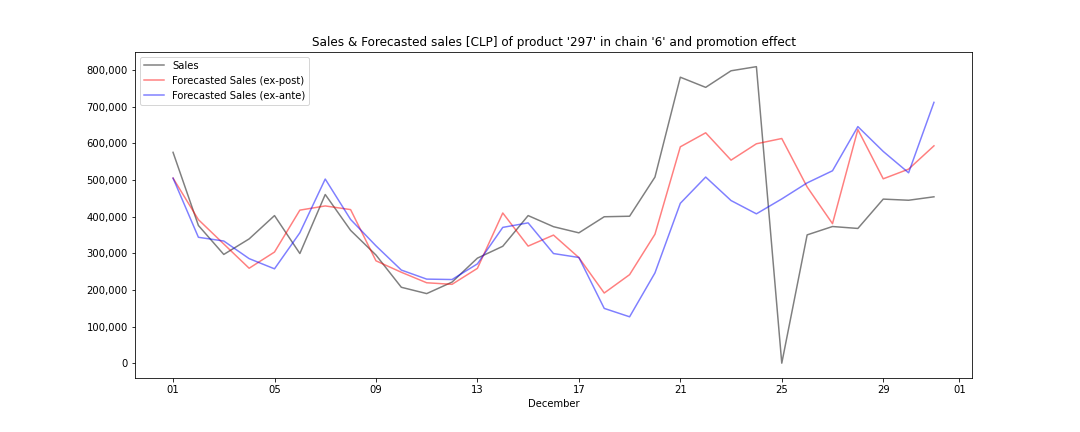 Sales & Forecasted sales [CLP] of product '297' in chain '6' and promotion effect
Sales
Forecasted Sales (ex-post)
Forecasted Sales (ex-ante)
800,000
700,000
600,000
500,000
400,000
300,000
200,000
100,000
0
01 05 09 13 17 21 25 29 01
December